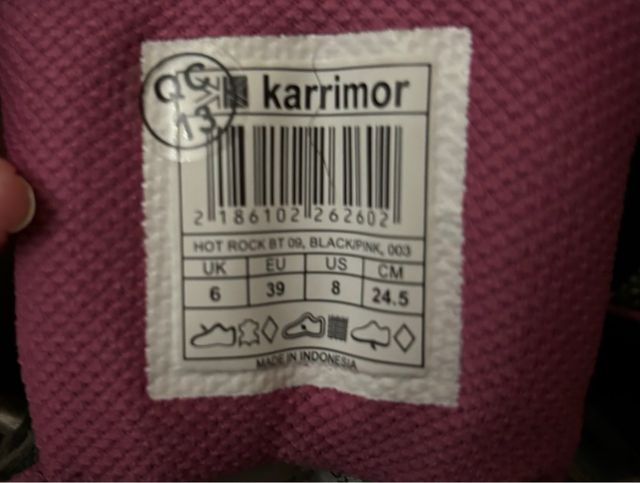 QC
13
karrimor
2 186102 262602
HOT ROCK BT 09, BLACK/PINK, 003
UK EU US CM
6 39 8 24.5
MADE IN INDONESIA